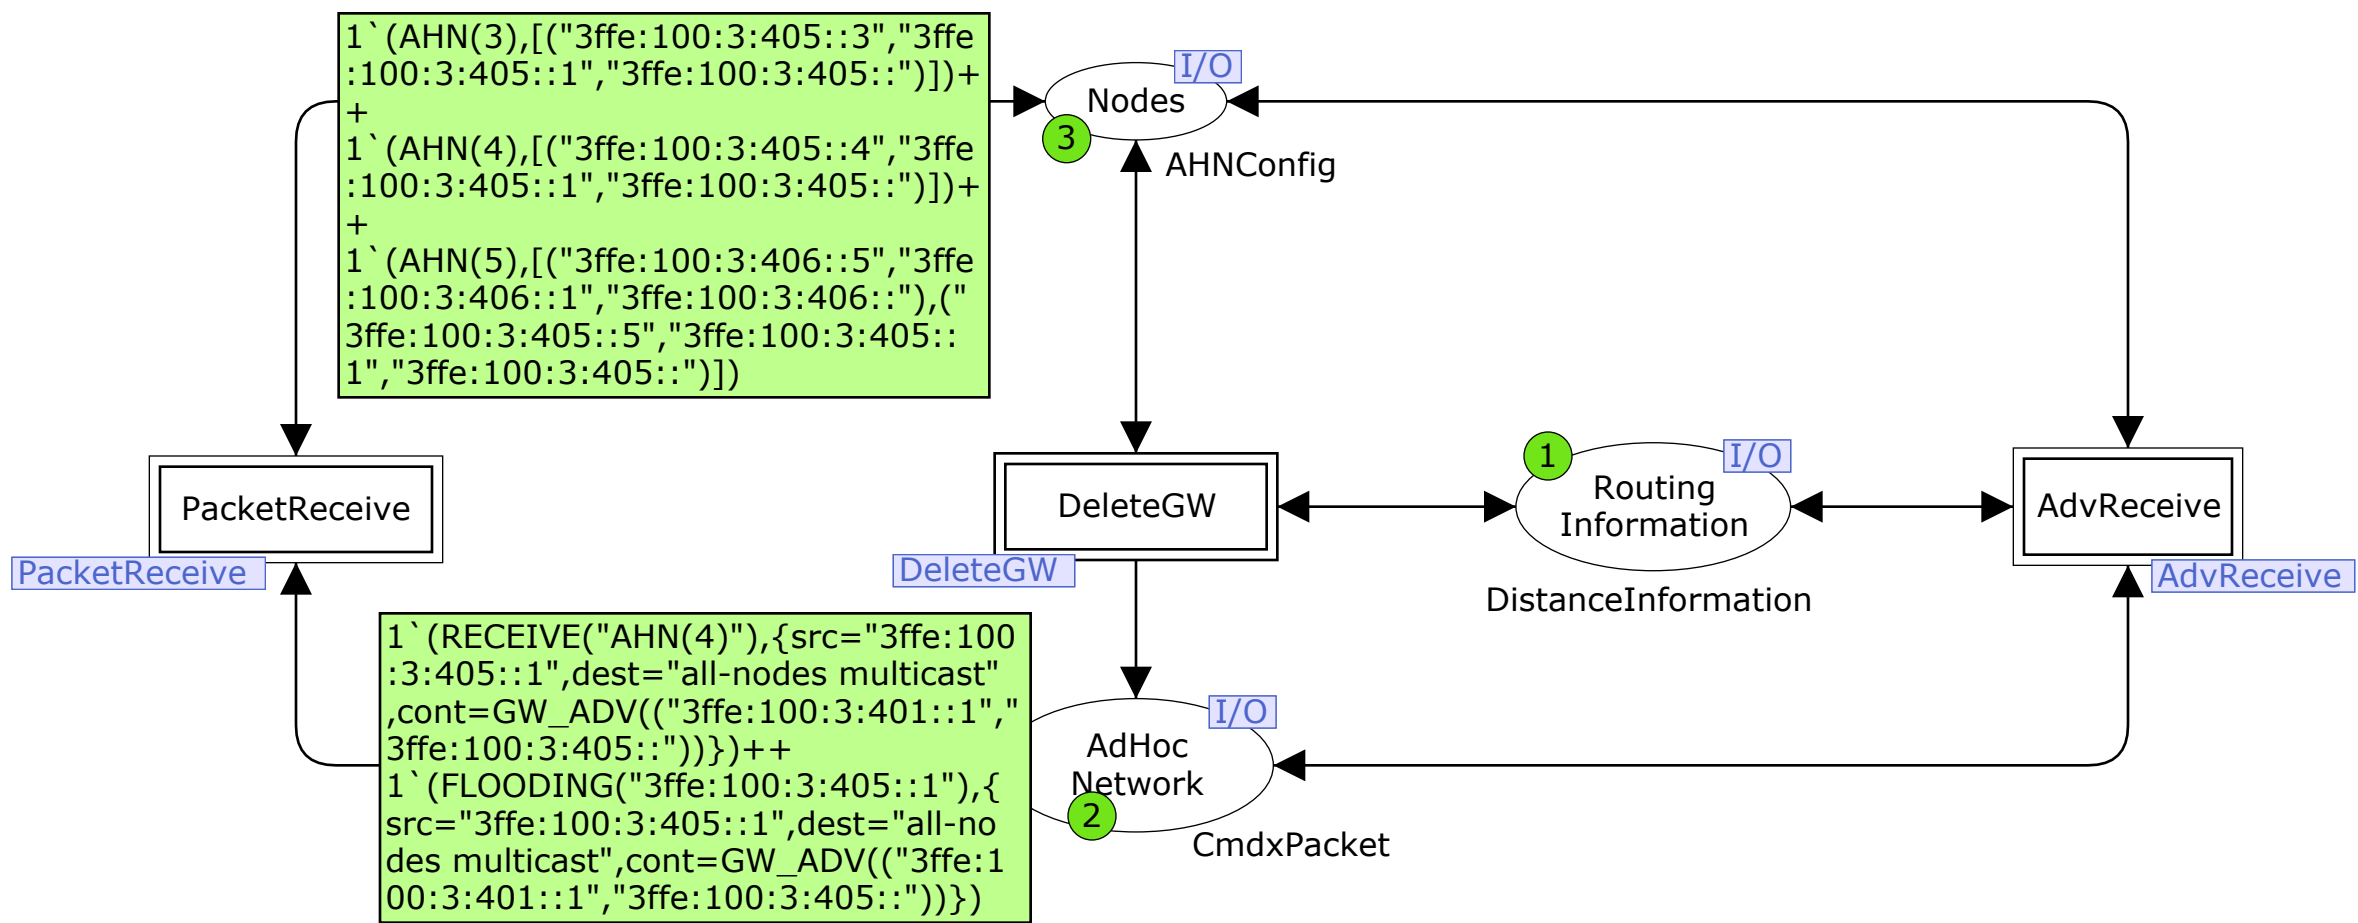 1`(AHN(3),[("3ffe:100:3:405::3","3ffe
:100:3:405::1","3ffe:100:3:405::")])+
+
1`(AHN(4),[("3ffe:100:3:405::4","3ffe
:100:3:405::1","3ffe:100:3:405::")])+
+
1`(AHN(5),[("3ffe:100:3:406::5","3ffe
:100:3:406::1","3ffe:100:3:406::"),("
3ffe:100:3:405::5","3ffe:100:3:405::
1","3ffe:100:3:405::")])
I/O
Nodes
3
AHNConfig
PacketReceive
PacketReceive
DeleteGW
DeleteGW
1
I/O
Routing
Information
DistanceInformation
AdvReceive
AdvReceive
1`(RECEIVE("AHN(4)"),{src="3ffe:100
:3:405::1",dest="all-nodes multicast"
,cont=GW_ADV(("3ffe:100:3:401::1","
3ffe:100:3:405::"))})++
1`(FLOODING("3ffe:100:3:405::1"),{
src="3ffe:100:3:405::1",dest="all-no
des multicast",cont=GW_ADV(("3ffe:1
00:3:401::1","3ffe:100:3:405::"))})
I/O
AdHoc
Network
2
CmdxPacket